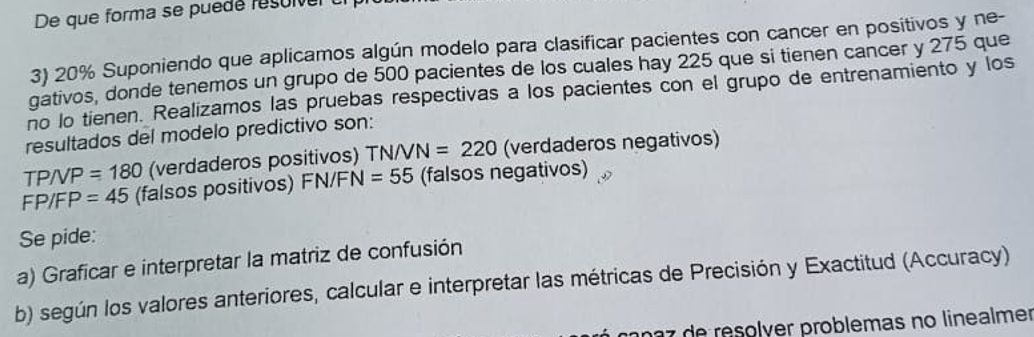 De que forma se puede
3) 20% Suponiendo que aplicamos algún modelo para clasificar pacientes con cancer en positivos y ne-
gativos, donde tenemos un grupo de 500 pacientes de los cuales hay 225 que si tienen cancer y 275 que
no lo tienen. Realizamos las pruebas respectivas a los pacientes con el grupo de entrenamiento y los
resultados del modelo predictivo son:
TP/VP = 180 (verdaderos positivos) TN/VN = 220 (verdaderos negativos)
FP/FP = 45 (falsos positivos) FN/FN = 55 (falsos negativos)
Se pide:
a) Graficar e interpretar la matriz de confusión
b) según los valores anteriores, calcular e interpretar las métricas de Precisión y Exactitud (Accuracy)
capaz de resolver problemas no linealmen